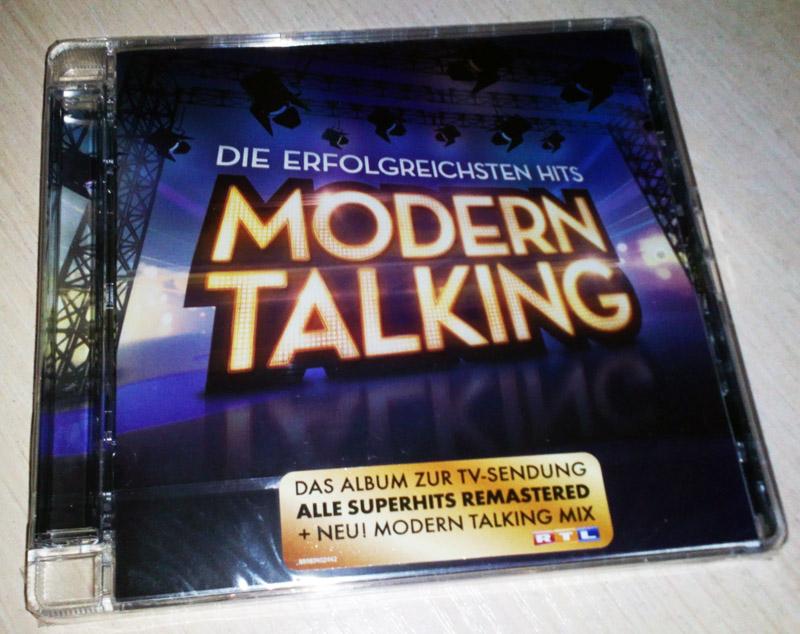 DIE ERFOLGREICHSTEN HITS
MODERN
TALKING
DAS ALBUM ZUR TV-SENDUNG
ALLE SUPERHITS REMASTERED
+ NEU! MODERN TALKING MIX
RTL